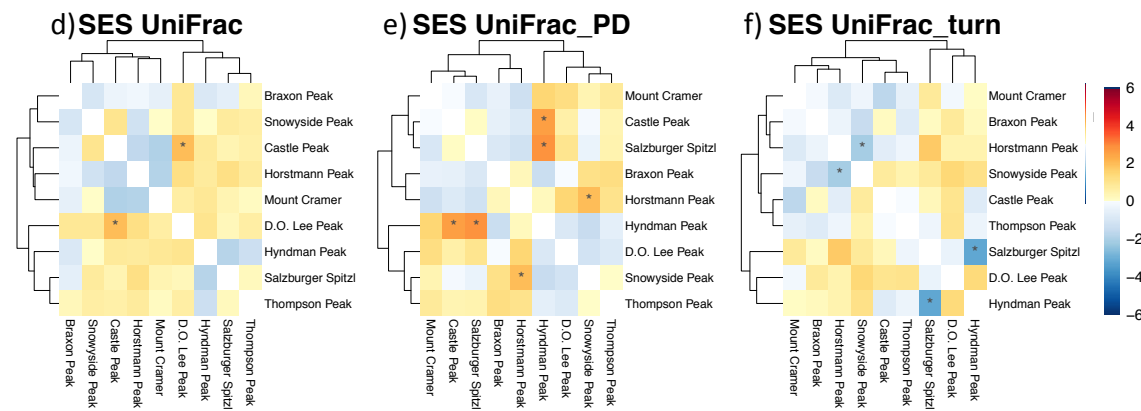 d) SES UniFrac
Braxon Peak
Snowyside Peak
Castle Peak
Horstmann Peak
Mount Cramer
D.O. Lee Peak
Hyndman Peak
Salzburger Spitzl
Thompson Peak
Braxon Peak
Snowyside Peak
Castle Peak
Horstmann Peak
Mount Cramer
D.O. Lee Peak
Hyndman Peak
Salzburger Spitzl
Thompson Peak
*
*
e) SES UniFrac_PD
Mount Cramer
Castle Peak
Salzburger Spitzl
Braxon Peak
Horstmann Peak
Hyndman Peak
D.O. Lee Peak
Snowyside Peak
Thompson Peak
Mount Cramer
Castle Peak
Salzburger Spitzl
Braxon Peak
Horstmann Peak
Hyndman Peak
D.O. Lee Peak
Snowyside Peak
Thompson Peak
*
*
*
* *
*
f) SES UniFrac_turn
Mount Cramer
Braxon Peak
Horstmann Peak
Snowyside Peak
Castle Peak
Thompson Peak
Salzburger Spitzl
D.O. Lee Peak
Hyndman Peak
Mount Cramer
Braxon Peak
Horstmann Peak
Snowyside Peak
Castle Peak
Thompson Peak
Salzburger Spitzl
D.O. Lee Peak
Hyndman Peak
*
*
*
*
6
4
2
0
−2
−4
−6